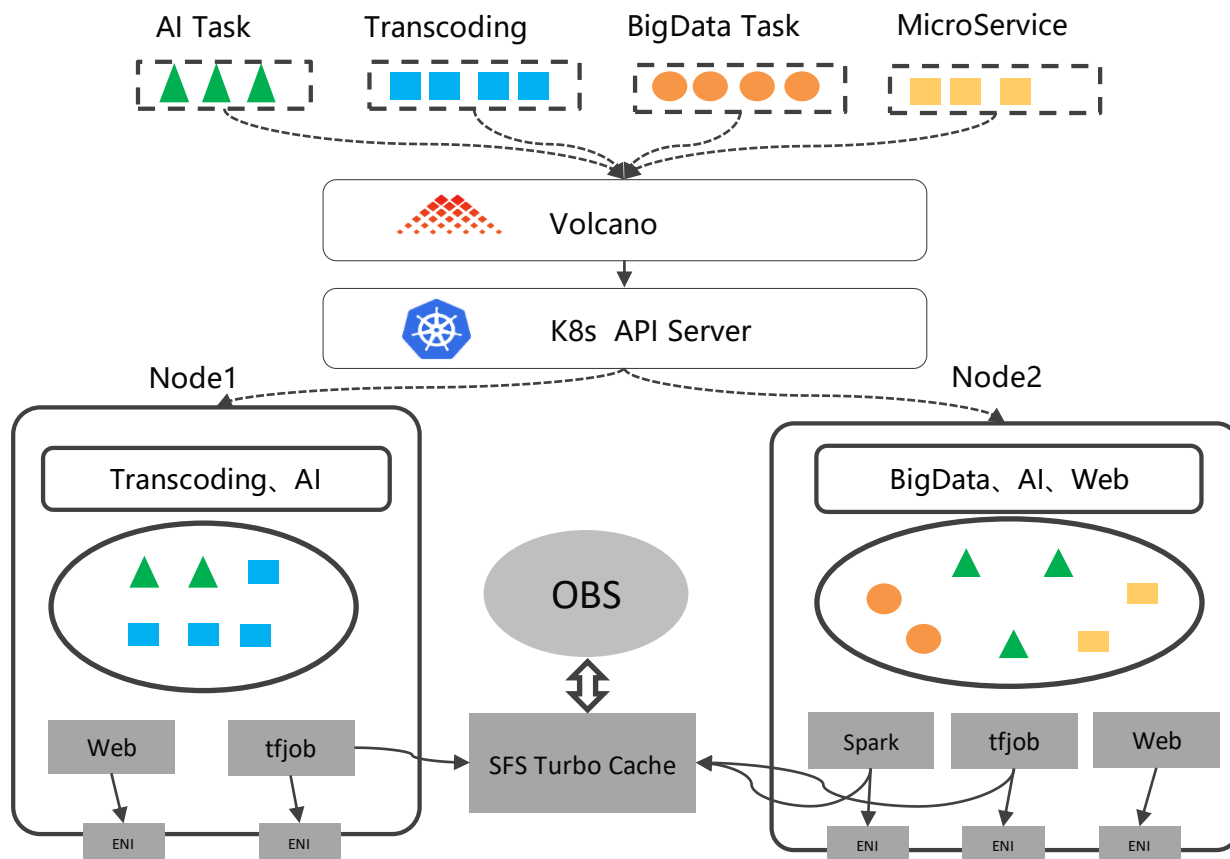 AI Task
Transcoding
BigData Task
MicroService
Volcano
K8s API Server
Node1
Node2
Transcoding、AI
BigData、AI、Web
OBS
Web
tfjob
SFS Turbo Cache
Spark
tfjob
Web
ENI
ENI
ENI
ENI
ENI